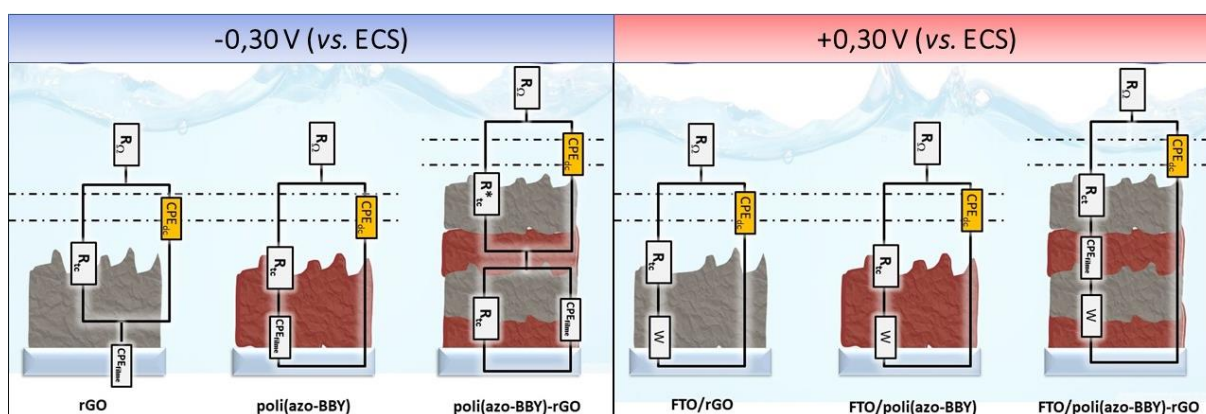 -0,30 V (vs. ECS)
+0,30 V (vs. ECS)
RΩ
CPEdc
Rtc
CPEfilme
rGO
RΩ
CPEdc
Rtc
CPEfilme
poli(azo-BBY)
RΩ
CPEdc
R*tc
Rtc
CPEfilme
poli(azo-BBY)-rGO
RΩ
CPEdc
Rtc
W
FTO/rGO
RΩ
CPEdc
Rtc
W
FTO/poli(azo-BBY)
RΩ
CPEdc
Rct
CPEfilme
W
FTO/poli(azo-BBY)-rGO